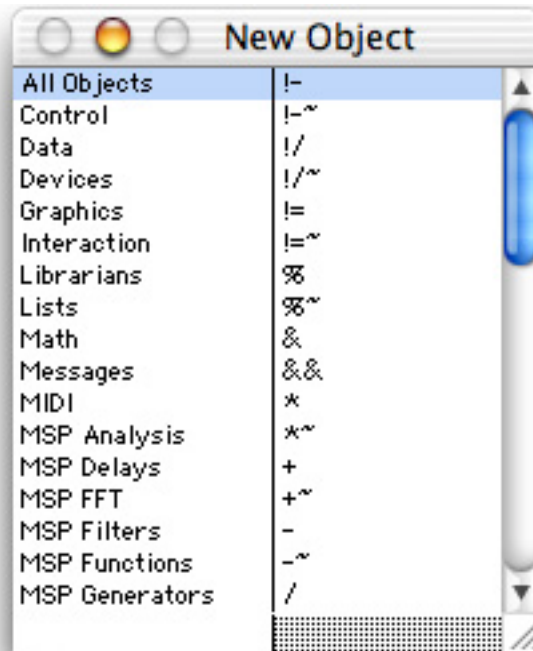 New Object
All Objects !-
Control !-~
Data !/
Devices !/~
Graphics !=
Interaction !=~
Librarians %
Lists %~
Math &
Messages &&
MIDI *
MSP Analysis *~
MSP Delays +
MSP FFT +~
MSP Filters -
MSP Functions -~
MSP Generators /